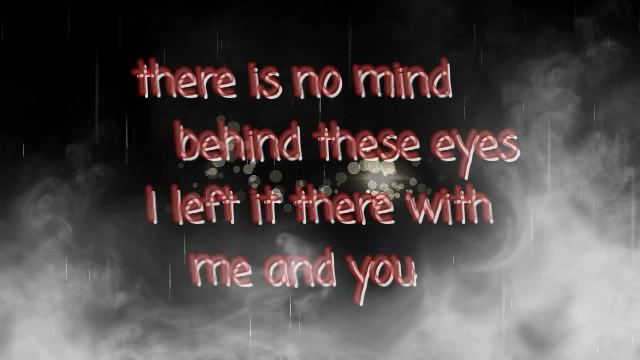 there is no mind
behind these eyes
I left it there with
me and you